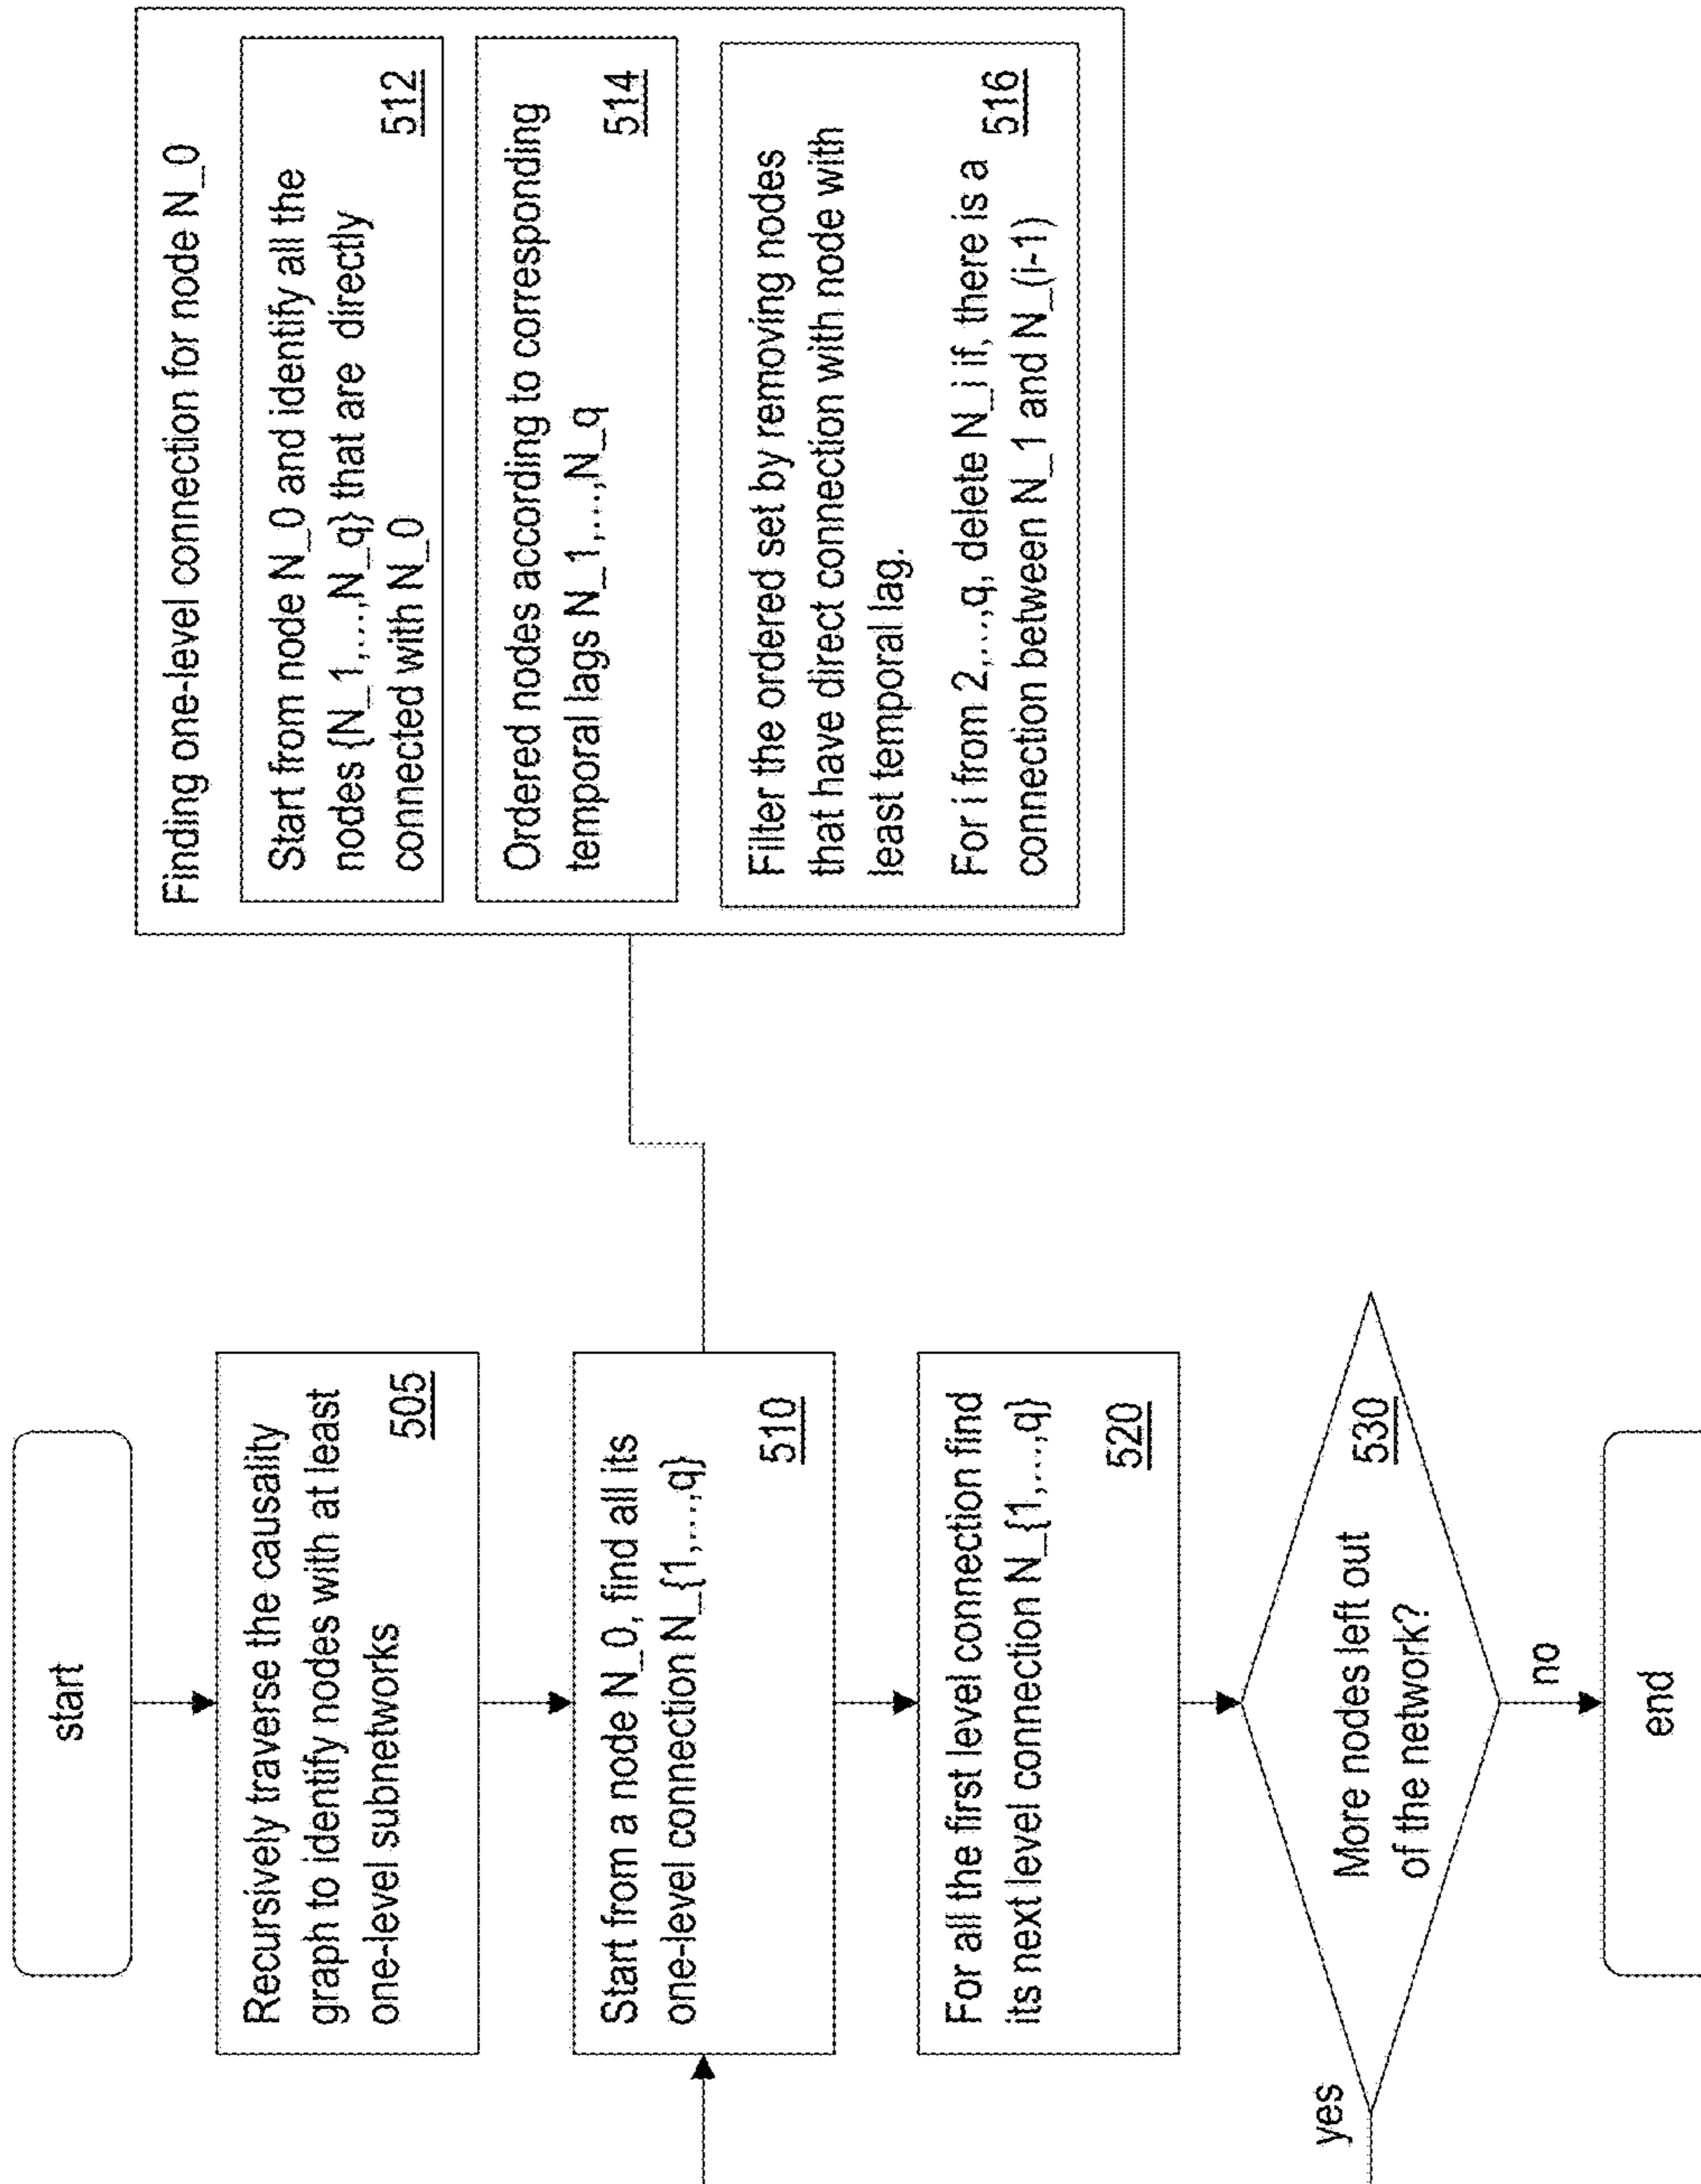 start
Recursively traverse the causality
graph to identify nodes with at least
one-level subnetworks
505
Start from a node N_0, find all its
one-level connection N_{1,...,q}
510
For all the first level connection find
its next level connection N_{1,...,q}
520
More nodes left out
of the network?
530
yes
no
end
Finding one-level connection for node N_0
Start from node N_0 and identify all the
nodes {N_1,...,N_q} that are directly
connected with N_0
512
Ordered nodes according to corresponding
temporal lags N_1,...,N_q
514
Filter the ordered set by removing nodes
that have direct connection with node with
least temporal lag.
For i from 2,...,q, delete N_i if, there is a
connection between N_1 and N_(i-1)
516